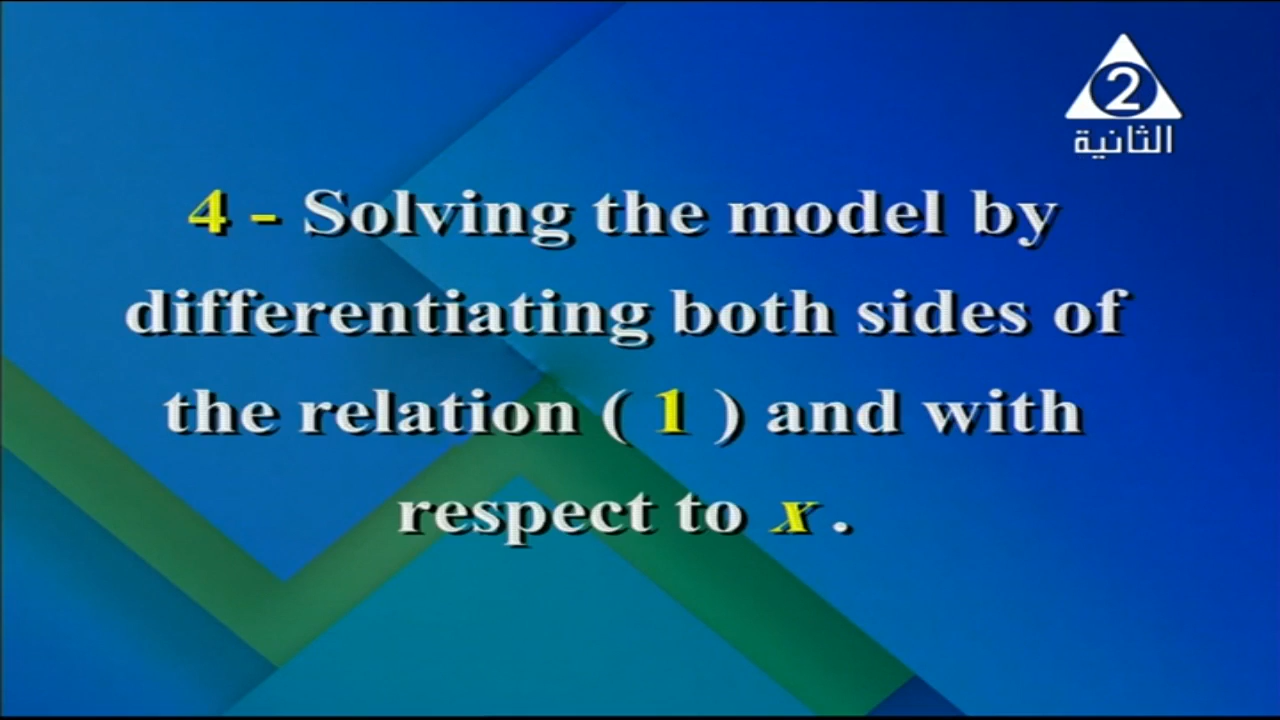 2
الثانية
4 - Solving the model by
differentiating both sides of
the relation ( 1 ) and with
respect to x .